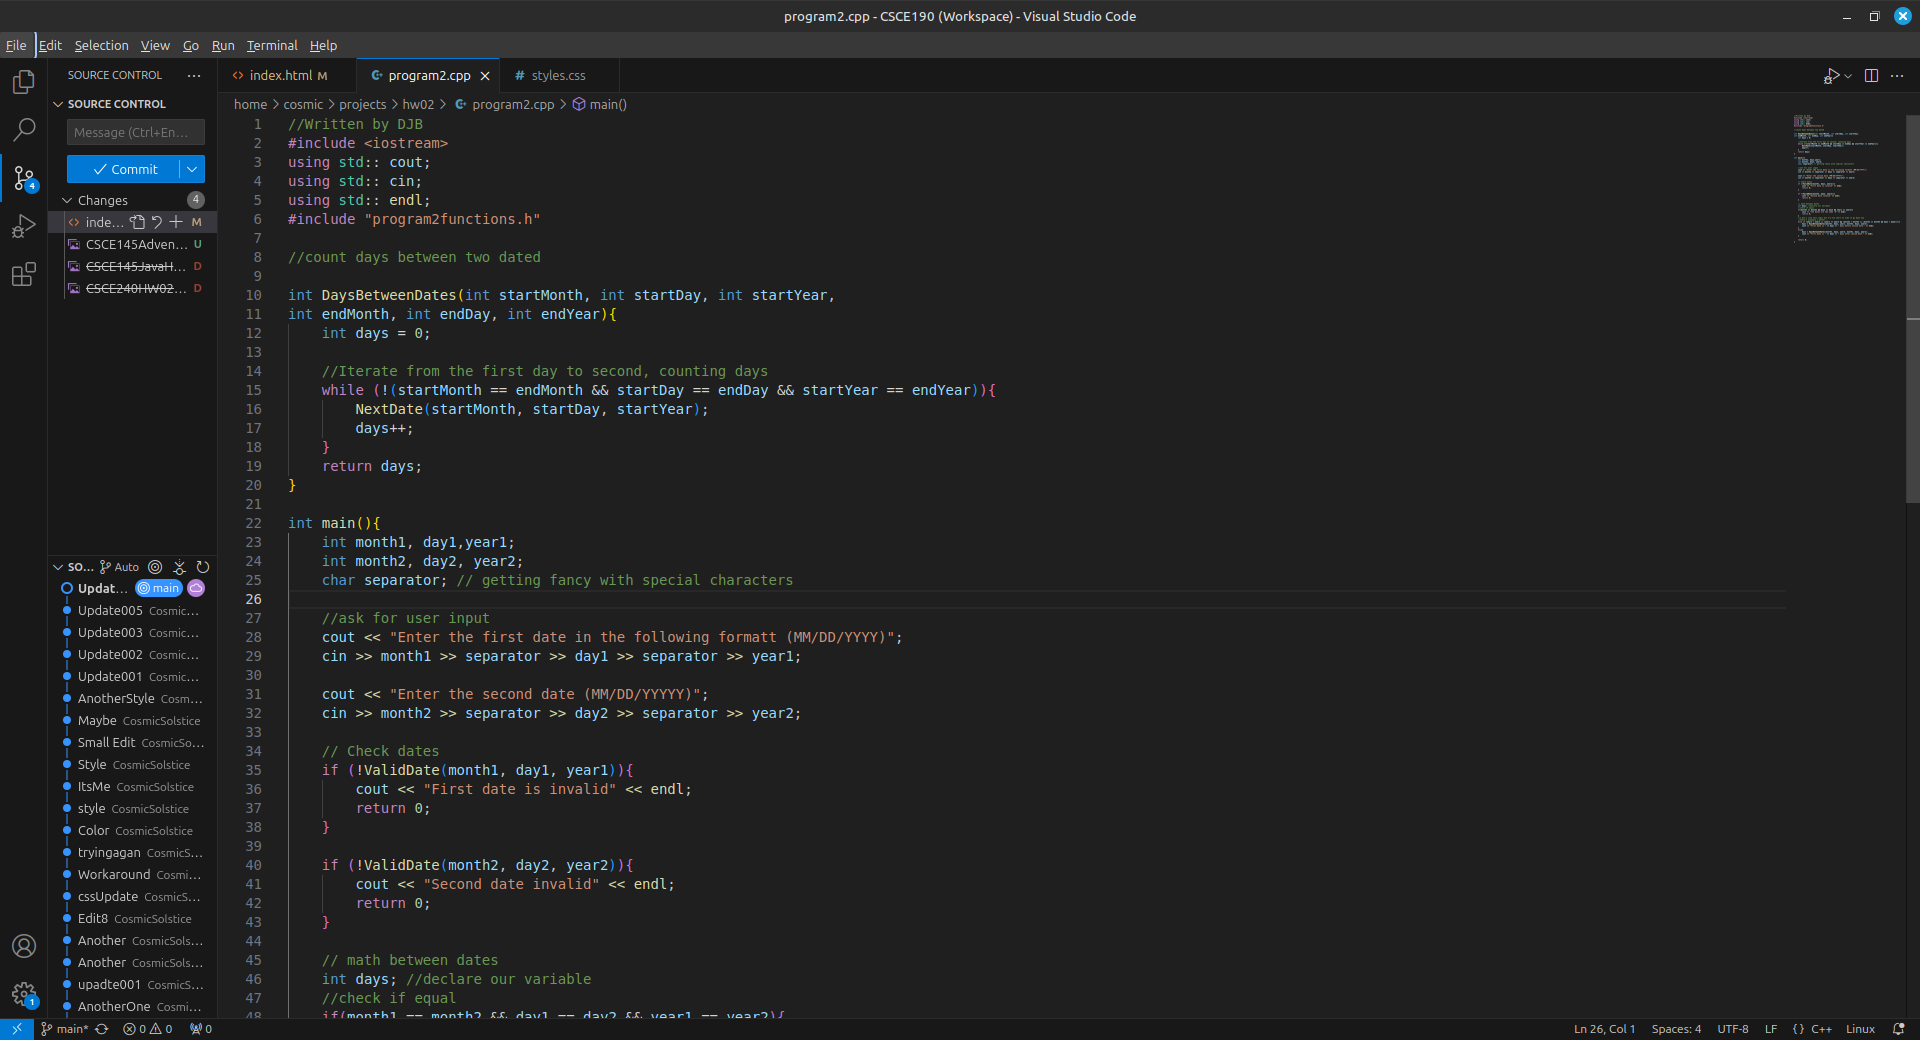 program2.cpp - CSCE190 (Workspace) - Visual Studio Code
File Edit Selection View Go Run Terminal Help
SOURCE CONTROL ...
index.html M
program2.cpp
# styles.css
SOURCE CONTROL
Message (Ctrl+En...
Commit
Changes 4
inde... M
CSCE145Adven... U
CSCE145JavaH... D
CSCE240HW02... D
4
SO... Auto
Updat... main
Update005 Cosmic...
Update003 Cosmic...
Update002 Cosmic...
Update001 Cosmic...
AnotherStyle Cosm...
Maybe CosmicSolstice
Small Edit CosmicSo...
Style CosmicSolstice
ItsMe CosmicSolstice
style CosmicSolstice
Color CosmicSolstice
tryingagan CosmicS...
Workaround Cosmi...
cssUpdate CosmicS...
Edit8 CosmicSolstice
Another CosmicSols...
Another CosmicSols...
upadte001 CosmicS...
AnotherOne Cosmi...
1
home > cosmic > projects > hw02 > program2.cpp > main()
1 //Written by DJB
2 #include <iostream>
3 using std:: cout;
4 using std:: cin;
5 using std:: endl;
6 #include "program2functions.h"
7
8 //count days between two dated
9
10 int DaysBetweenDates(int startMonth, int startDay, int startYear,
11 int endMonth, int endDay, int endYear){
12 int days = 0;
13
14 //Iterate from the first day to second, counting days
15 while (!(startMonth == endMonth && startDay == endDay && startYear == endYear)){
16 NextDate(startMonth, startDay, startYear);
17 days++;
18 }
19 return days;
20 }
21
22 int main(){
23 int month1, day1,year1;
24 int month2, day2, year2;
25 char separator; // getting fancy with special characters
26
27 //ask for user input
28 cout << "Enter the first date in the following formatt (MM/DD/YYYY)";
29 cin >> month1 >> separator >> day1 >> separator >> year1;
30
31 cout << "Enter the second date (MM/DD/YYYYY)";
32 cin >> month2 >> separator >> day2 >> separator >> year2;
33
34 // Check dates
35 if (!ValidDate(month1, day1, year1)){
36 cout << "First date is invalid" << endl;
37 return 0;
38 }
39
40 if (!ValidDate(month2, day2, year2)){
41 cout << "Second date invalid" << endl;
42 return 0;
43 }
44
45 // math between dates
46 int days; //declare our variable
47 //check if equal
48 if(month1 == month2 && day1 == day2 && year1 == year2){
main* 0 0 0
Ln 26, Col 1 Spaces: 4 UTF-8 LF {} C++ Linux